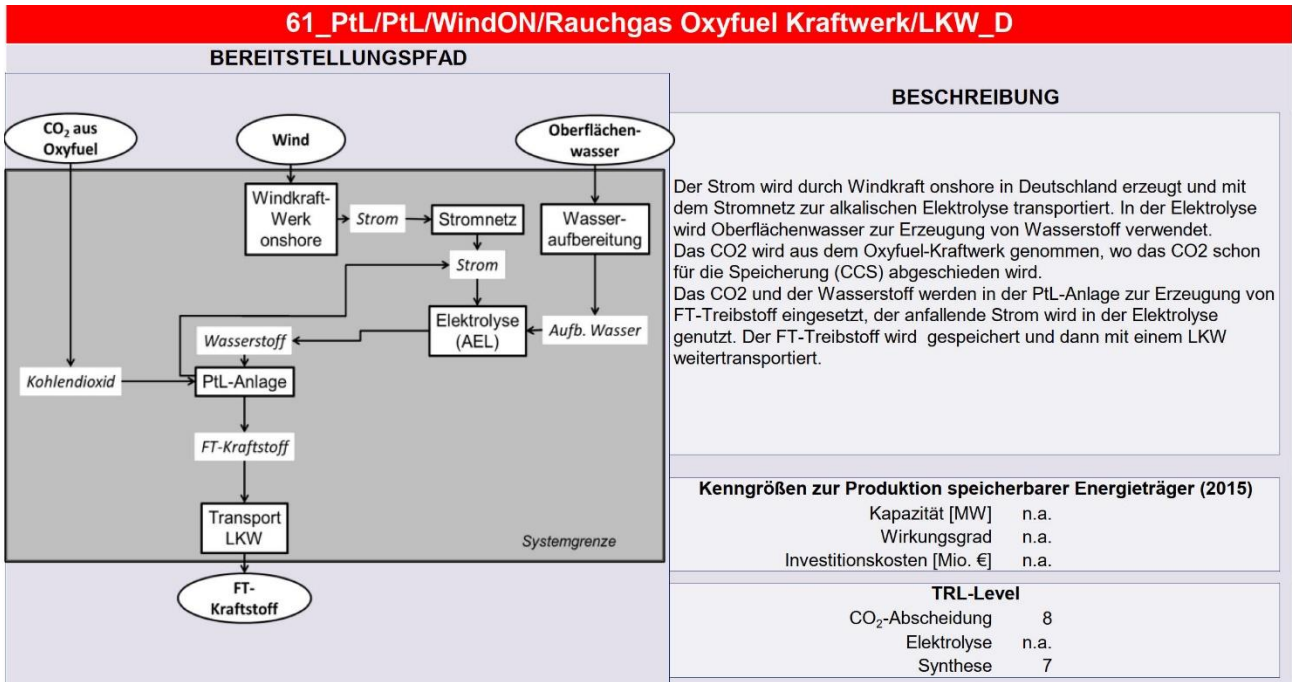 61_PtL/PtL/WindON/Rauchgas Oxyfuel Kraftwerk/LKW_D
BEREITSTELLUNGSPFAD
CO₂ aus
Oxyfuel
Wind
Oberflächen-
wasser
Windkraft-
Werk
onshore
Strom
Stromnetz
Wasser-
aufbereitung
Strom
Elektrolyse
(AEL)
Aufb. Wasser
Wasserstoff
Kohlendioxid
PtL-Anlage
FT-Kraftstoff
Transport
LKW
Systemgrenze
FT-
Kraftstoff
BESCHREIBUNG
Der Strom wird durch Windkraft onshore in Deutschland erzeugt und mit
dem Stromnetz zur alkalischen Elektrolyse transportiert. In der Elektrolyse
wird Oberflächenwasser zur Erzeugung von Wasserstoff verwendet.
Das CO2 wird aus dem Oxyfuel-Kraftwerk genommen, wo das CO2 schon
für die Speicherung (CCS) abgeschieden wird.
Das CO2 und der Wasserstoff werden in der PtL-Anlage zur Erzeugung von
FT-Treibstoff eingesetzt, der anfallende Strom wird in der Elektrolyse
genutzt. Der FT-Treibstoff wird  gespeichert und dann mit einem LKW
weitertransportiert.
Kenngrößen zur Produktion speicherbarer Energieträger (2015)
Kapazität [MW] n.a.
Wirkungsgrad n.a.
Investitionskosten [Mio. €] n.a.
TRL-Level
CO₂-Abscheidung 8
Elektrolyse n.a.
Synthese 7